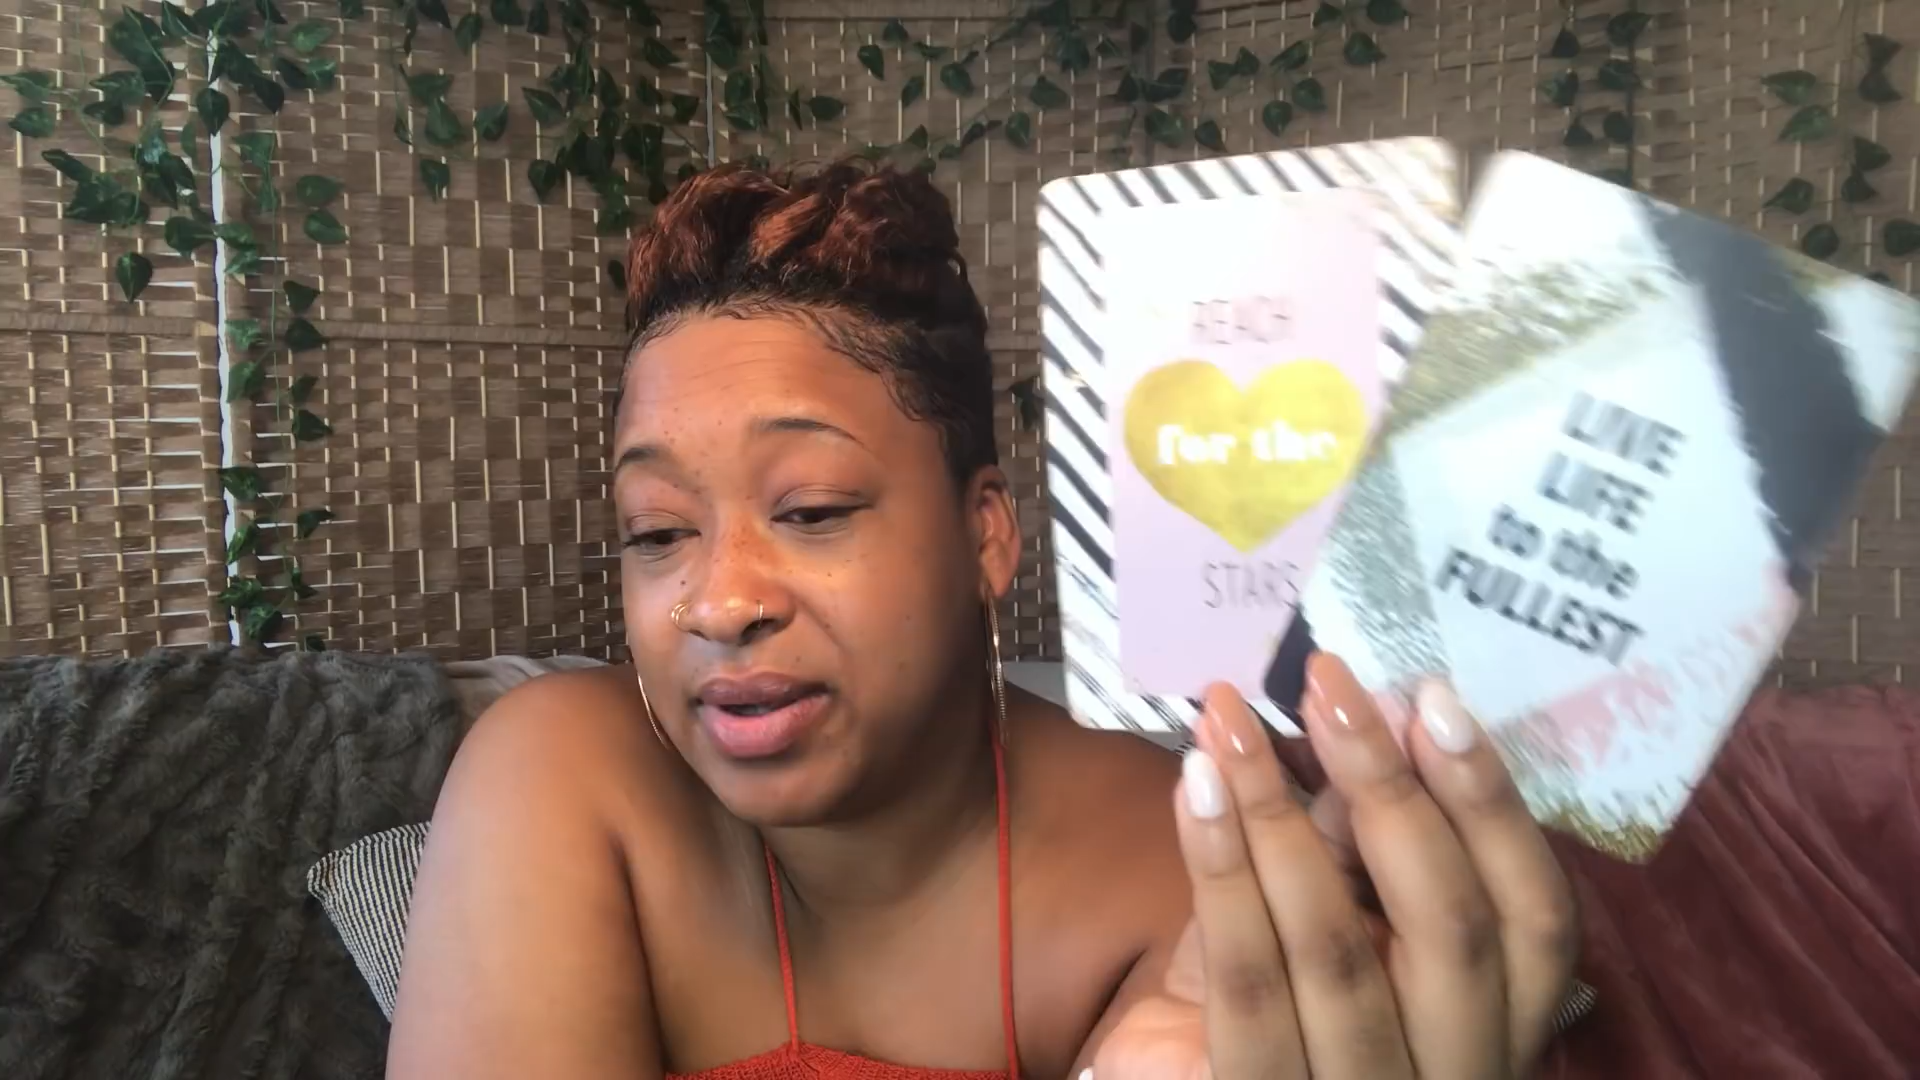 REACH
for the
STARS
LIVE
LIFE
to the
FULLEST